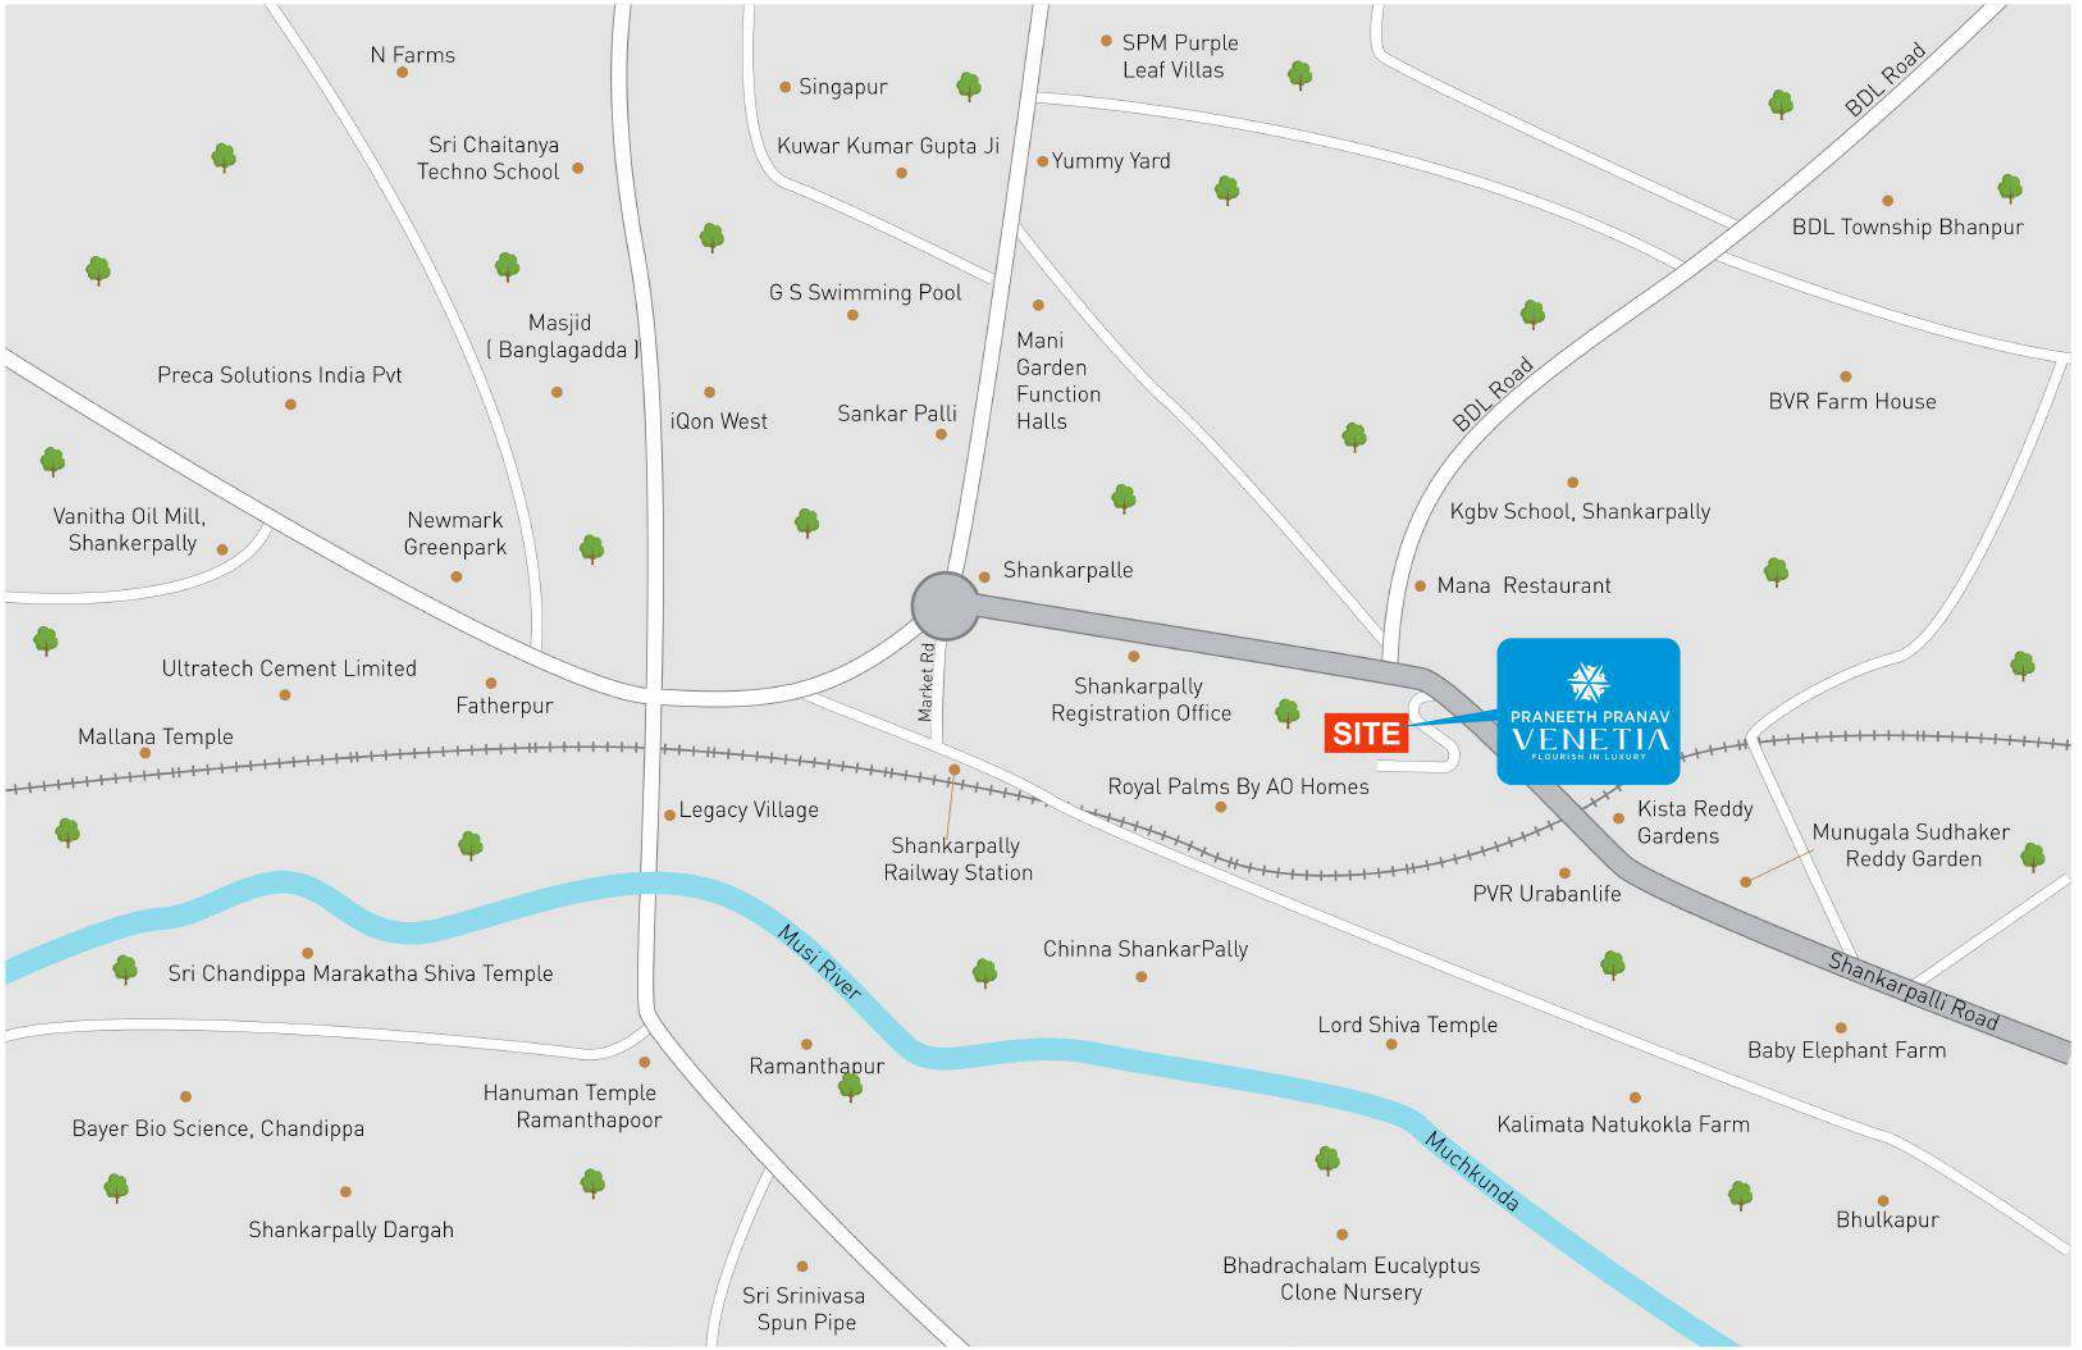 N Farms
SPM Purple
Leaf Villas
BDL Road
Singapur
Sri Chaitanya
Techno School
Kuwar Kumar Gupta Ji
Yummy Yard
BDL Township Bhanpur
G S Swimming Pool
Masjid
[ Banglagadda ]
Mani
Garden
Function
Halls
Preca Solutions India Pvt
iQon West
Sankar Palli
BDL Road
BVR Farm House
Vanitha Oil Mill,
Shankerpally
Newmark
Greenpark
Kgbv School, Shankarpally
Shankarpalle
Mana Restaurant
Ultratech Cement Limited
Fatherpur
Market Rd
Shankarpally
Registration Office
SITE
PRANEETH PRANAV
VENETIA
FLOURISH IN LUXURY
Mallana Temple
Legacy Village
Royal Palms By AO Homes
Kista Reddy
Gardens
Munugala Sudhaker
Reddy Garden
Shankarpally
Railway Station
PVR Urabanlife
Musi River
Chinna ShankarPally
Sri Chandippa Marakatha Shiva Temple
Shankarpalli Road
Lord Shiva Temple
Baby Elephant Farm
Ramanthapur
Hanuman Temple
Ramanthapoor
Bayer Bio Science, Chandippa
Kalimata Natukokla Farm
Muchkunda
Shankarpally Dargah
Bhulkapur
Bhadrachalam Eucalyptus
Clone Nursery
Sri Srinivasa
Spun Pipe